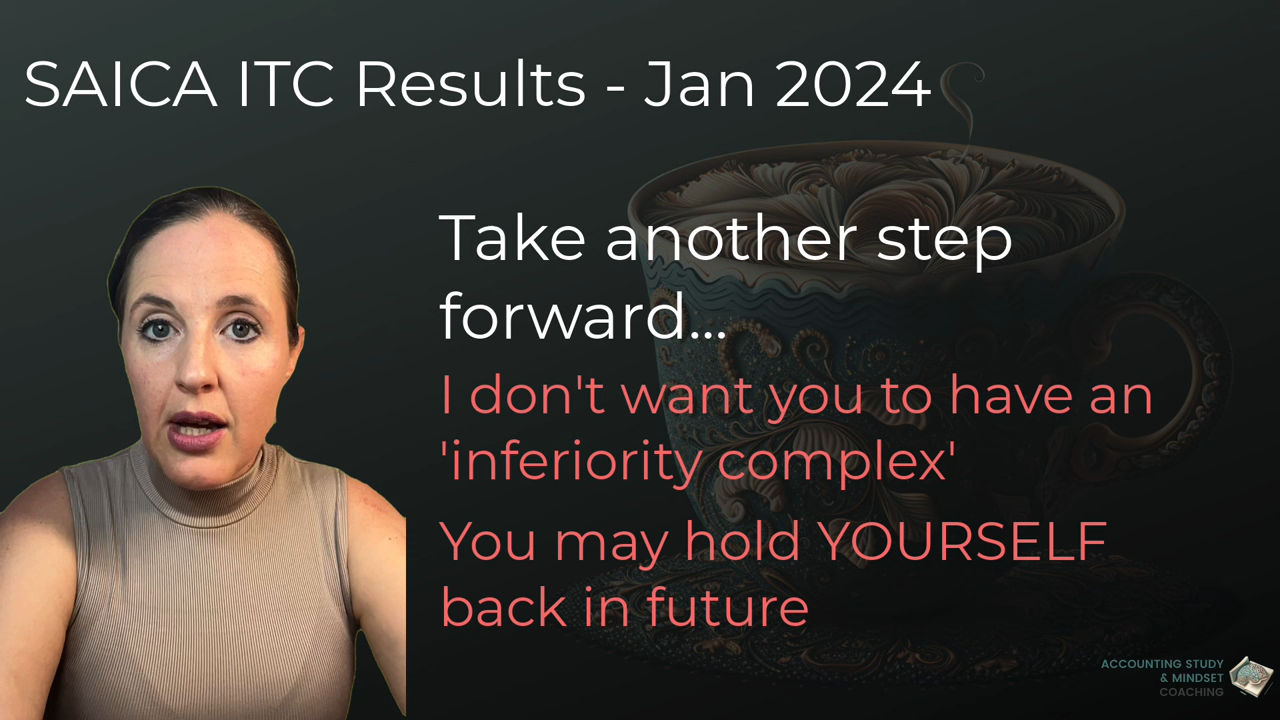 SAICA ITC Results - Jan 2024
Take another step
forward...
I don't want you to have an
'inferiority complex'
You may hold YOURSELF
back in future
ACCOUNTING STUDY
& MINDSET
COACHING